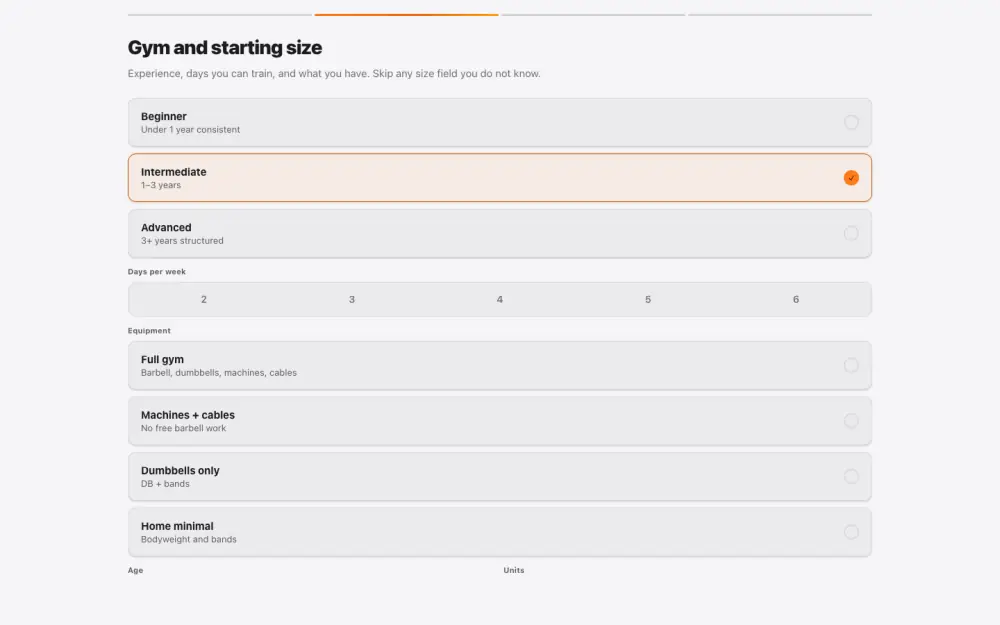 Gym and starting size
Experience, days you can train, and what you have. Skip any size field you do not know.
Beginner
Under 1 year consistent
Intermediate
1–3 years
Advanced
3+ years structured
Days per week
2 3 4 5 6
Equipment
Full gym
Barbell, dumbbells, machines, cables
Machines + cables
No free barbell work
Dumbbells only
DB + bands
Home minimal
Bodyweight and bands
Age Units